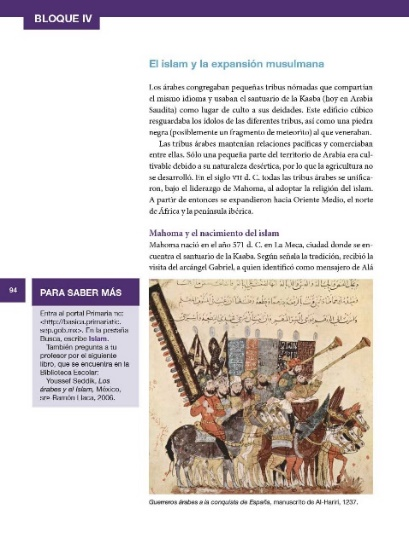 BLOQUE IV
El islam y la expansión musulmana
Los árabes congregaban pequeñas tribus nómadas que compartían
el mismo idioma y usaban el santuario de la Kaaba (hoy en Arabia
Saudita) como lugar de culto a sus deidades. Este edificio cúbico
resguardaba los ídolos de las diferentes tribus, así como una piedra
negra (posiblemente un fragmento de meteorito) al que veneraban.
Las tribus árabes mantenían relaciones pacíficas y comerciaban
entre ellas. Sólo una pequeña parte del territorio de Arabia era cul-
tivable debido a su naturaleza desértica, por lo que la agricultura no
se desarrolló. En el siglo VII d. C. todas las tribus árabes se unifica-
ron, bajo el liderazgo de Mahoma, al adoptar la religión del islam.
A partir de entonces se expandieron hacia Oriente Medio, el norte
de África y la península ibérica.
Mahoma y el nacimiento del islam
Mahoma nació en el año 571 d. C. en La Meca, ciudad donde se en-
cuentra el santuario de la Kaaba. Según señala la tradición, recibió la
visita del arcángel Gabriel, a quien identificó como mensajero de Alá
94
PARA SABER MÁS
Entra al portal Primaria TIC:
<http://basica.primariatic.
sep.gob.mx>. En la pestaña
Busca, escribe Islam.
También pregunta a tu
profesor por el siguiente
libro, que se encuentra en la
Biblioteca Escolar:
Youssef Seddik, Los
árabes y el Islam, México,
SEP-Ramón Llaca, 2006.
Guerreros árabes a la conquista de España, manuscrito de Al-Hariri, 1237.